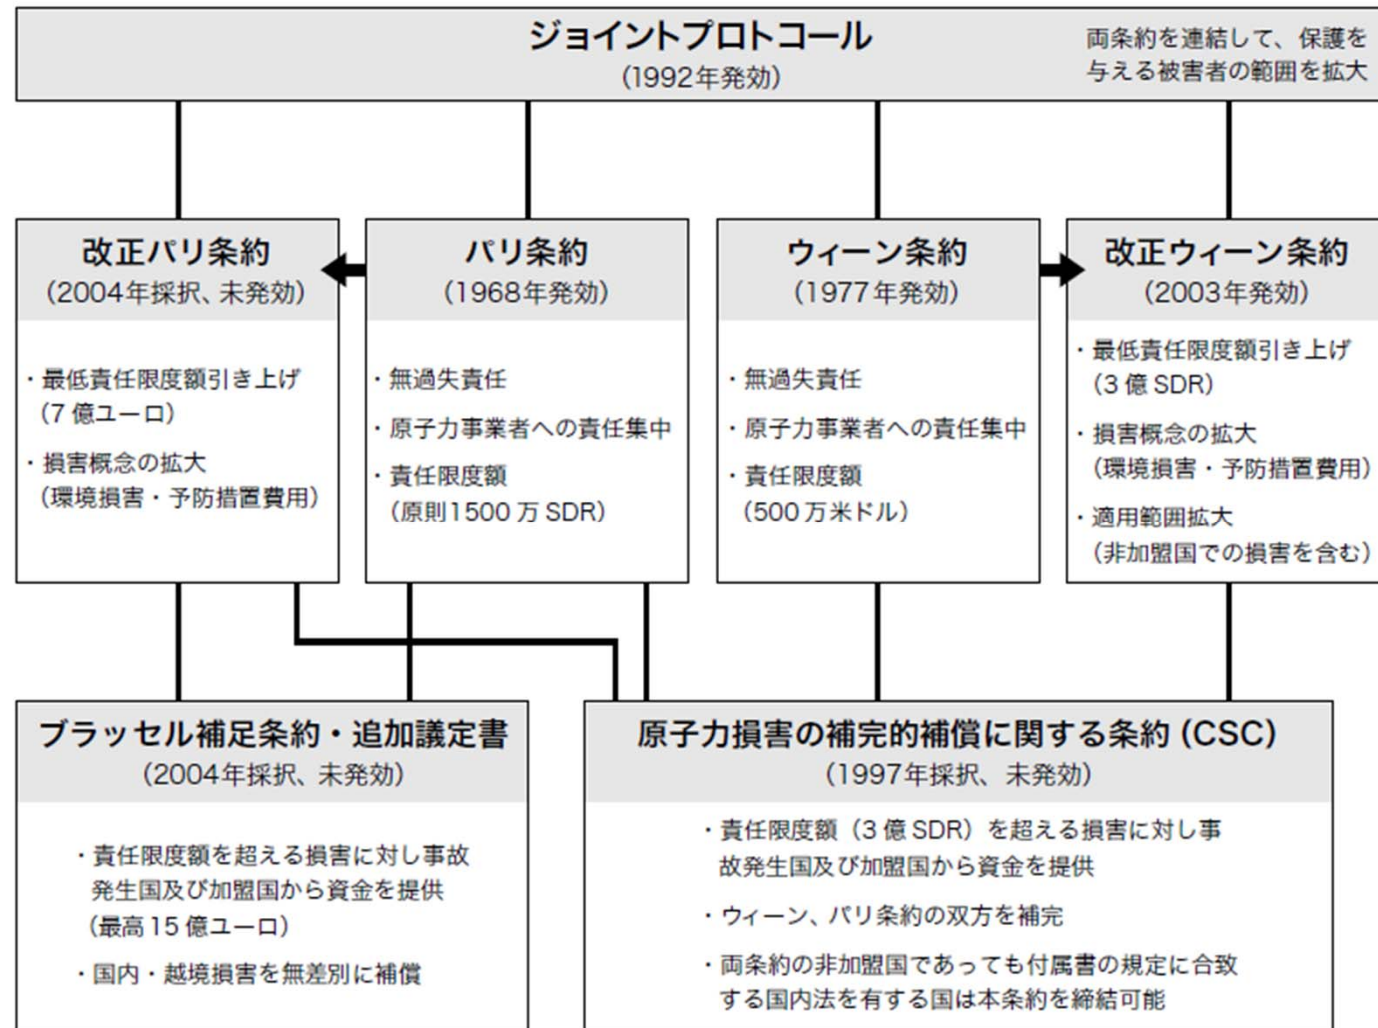 ジョイントプロトコール
(1992年発効)
両条約を連結して、保護を
与える被害者の範囲を拡大
改正パリ条約
(2004年採択、未発効)
・最低責任限度額引き上げ
(7 億ユーロ)
・損害概念の拡大
(環境損害・予防措置費用)
パリ条約
(1968年発効)
・無過失責任
・原子力事業者への責任集中
・責任限度額
(原則1500 万 SDR)
ウィーン条約
(1977年発効)
・無過失責任
・原子力事業者への責任集中
・責任限度額
(500 万米ドル)
改正ウィーン条約
(2003年発効)
・最低責任限度額引き上げ
(3 億 SDR)
・損害概念の拡大
(環境損害・予防措置費用)
・適用範囲拡大
(非加盟国での損害を含む)
ブラッセル補足条約・追加議定書
(2004年採択、未発効)
・責任限度額を超える損害に対し事故
発生国及び加盟国から資金を提供
(最高 15 億ユーロ)
・国内・越境損害を無差別に補償
原子力損害の補完的補償に関する条約 (CSC)
(1997年採択、未発効)
・責任限度額(3 億 SDR)を超える損害に対し事
故発生国及び加盟国から資金を提供
・ウィーン、パリ条約の双方を補完
・両条約の非加盟国であっても付属書の規定に合致
する国内法を有する国は本条約を締結可能